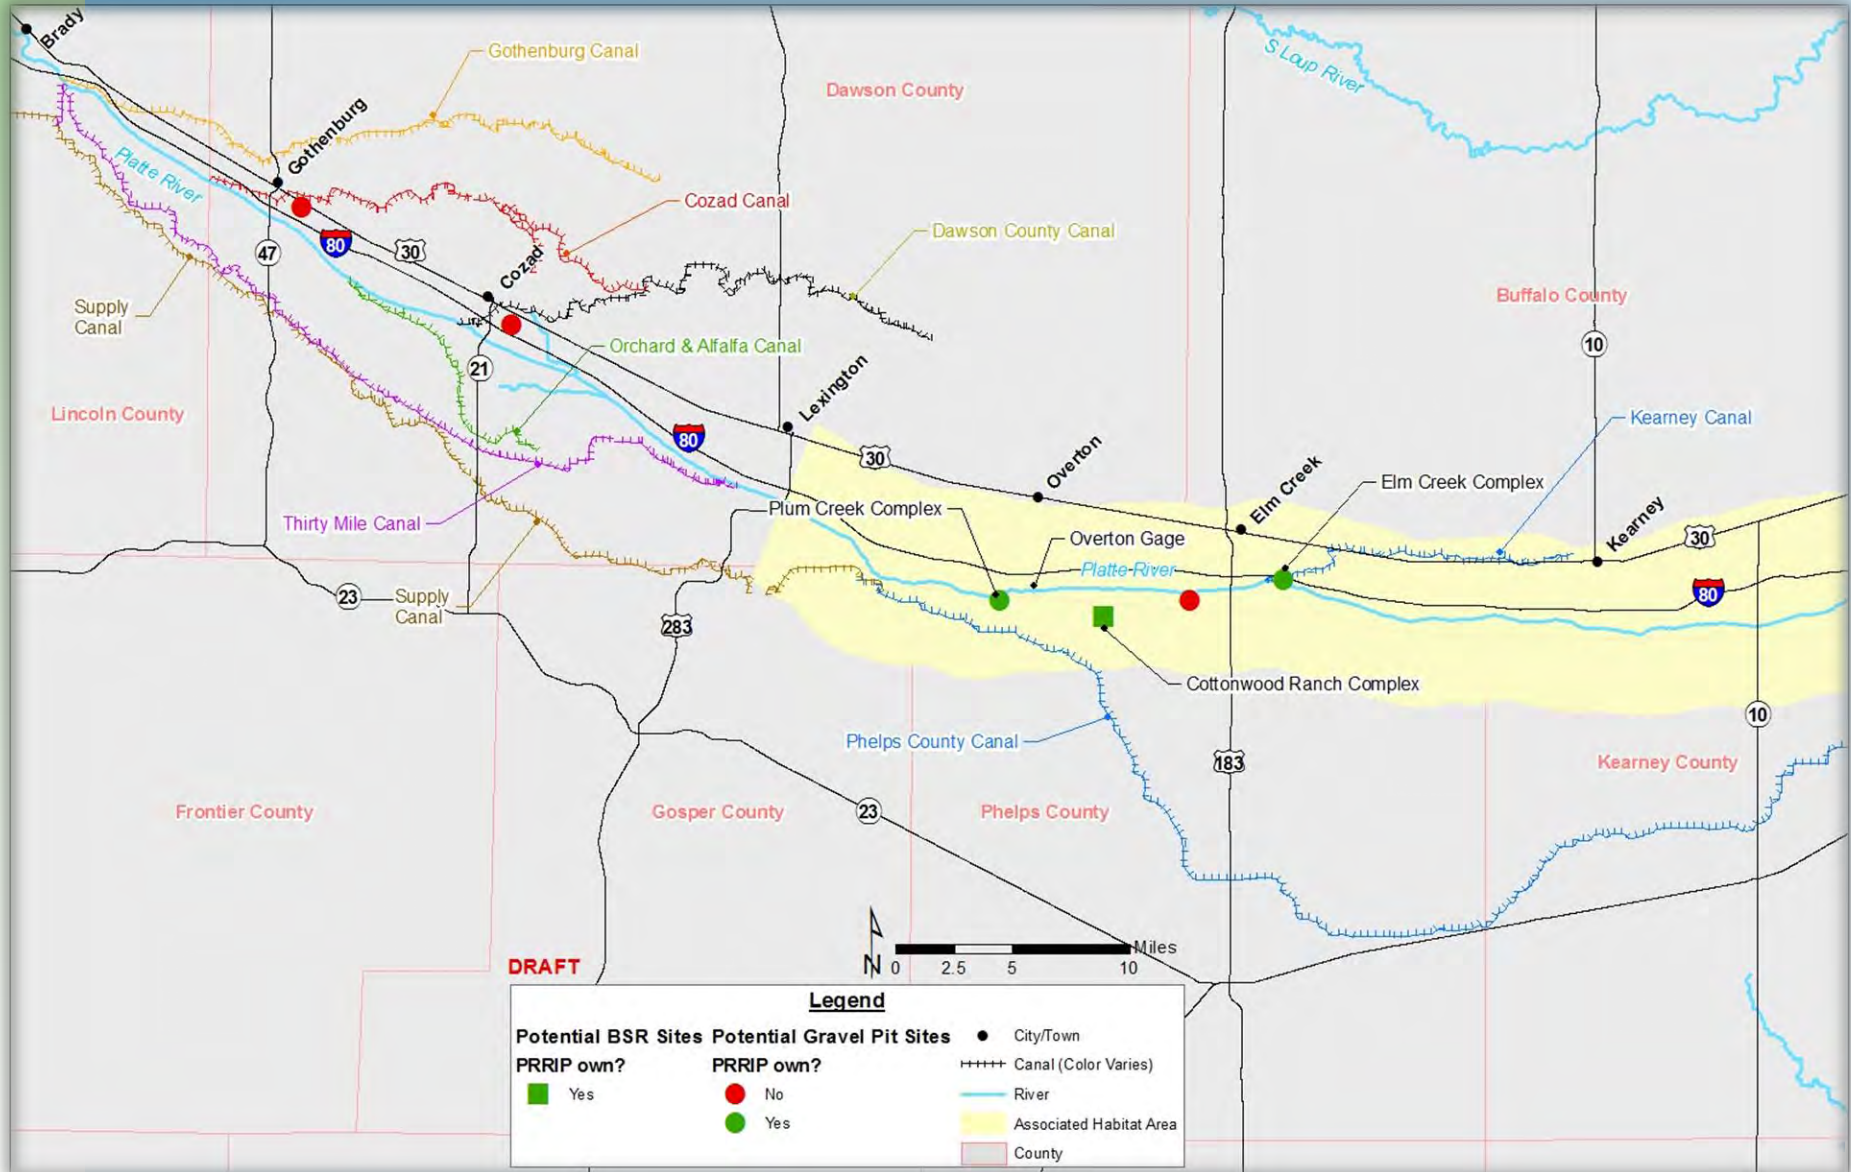 Brady
Gothenburg Canal
Dawson County
S Loup River
Gothenburg
Platte River
Cozad Canal
Dawson County Canal
47
80
30
Cozad
Supply
Canal
Buffalo County
Orchard & Alfalfa Canal
10
21
Lexington
Lincoln County
Kearney Canal
80
30
Overton
Elm Creek
Elm Creek Complex
Plum Creek Complex
Thirty Mile Canal
Kearney
Overton Gage
30
Platte River
80
23
Supply
Canal
283
Cottonwood Ranch Complex
10
Phelps County Canal
183
Kearney County
Frontier County
Gosper County
23
Phelps County
Miles
N
0 2.5 5 10
DRAFT
Legend
Potential BSR Sites
PRRIP own?
Yes
Potential Gravel Pit Sites
PRRIP own?
No
Yes
City/Town
Canal (Color Varies)
River
Associated Habitat Area
County